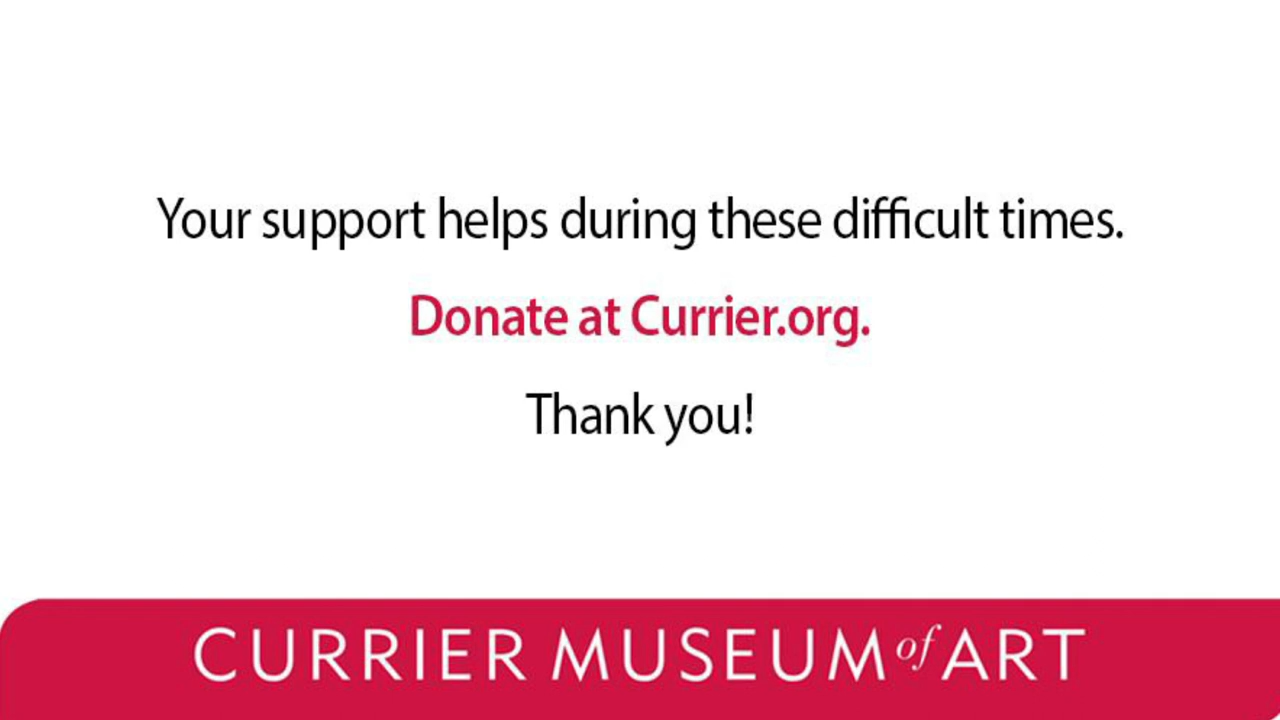 Your support helps during these difficult times.
Donate at Currier.org.
Thank you!
CURRIER MUSEUM of ART